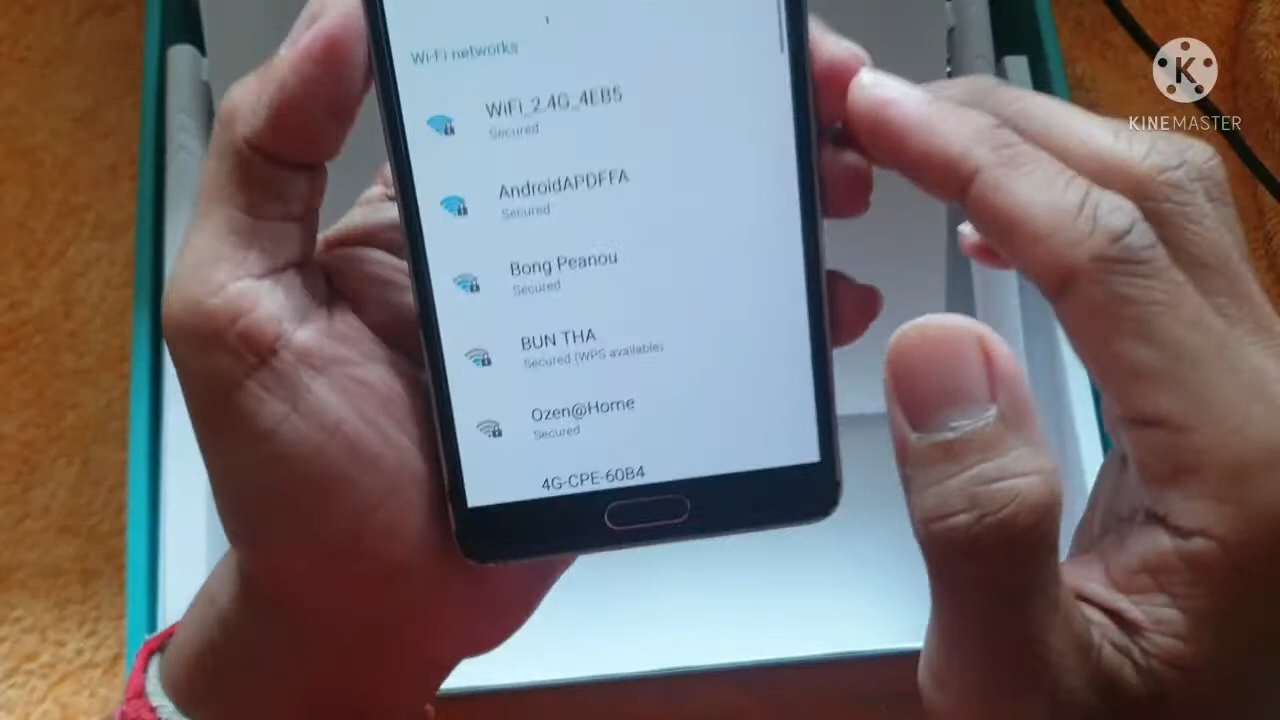 Wi-Fi networks
WiFi_2.4G_4EB5
Secured
AndroidAPDFFA
Secured
Bong Peanou
Secured
BUN THA
Secured (WPS available)
Ozen@Home
Secured
4G-CPE-60B4
K
KINEMASTER